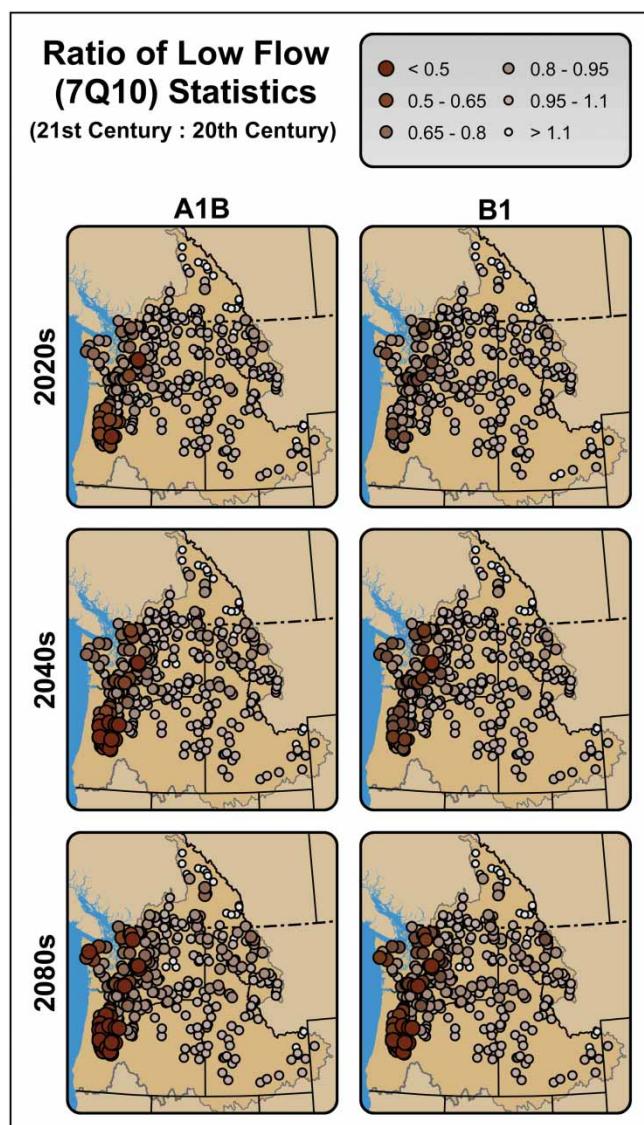 Ratio of Low Flow
(7Q10) Statistics
(21st Century : 20th Century)
< 0.5
0.5 - 0.65
0.65 - 0.8
0.8 - 0.95
0.95 - 1.1
> 1.1
A1B
B1
2020s
2040s
2080s